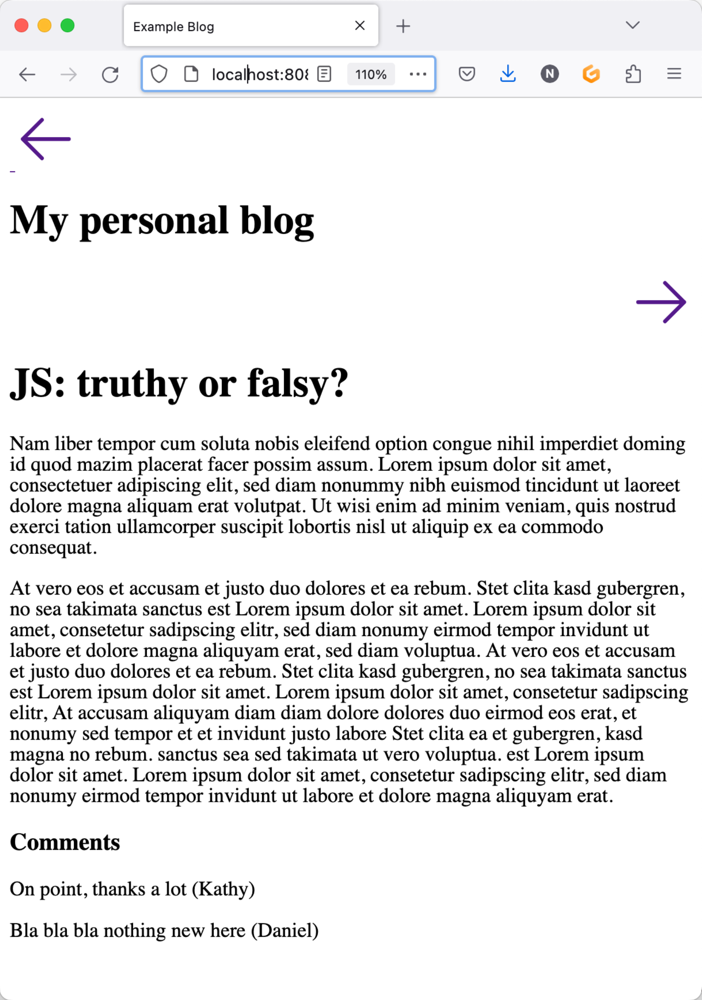 Example Blog
localhost:808
110%
N
My personal blog
JS: truthy or falsy?
Nam liber tempor cum soluta nobis eleifend option congue nihil imperdiet doming
id quod mazim placerat facer possim assum. Lorem ipsum dolor sit amet,
consectetuer adipiscing elit, sed diam nonummy nibh euismod tincidunt ut laoreet
dolore magna aliquam erat volutpat. Ut wisi enim ad minim veniam, quis nostrud
exerci tation ullamcorper suscipit lobortis nisl ut aliquip ex ea commodo
consequat.
At vero eos et accusam et justo duo dolores et ea rebum. Stet clita kasd gubergren,
no sea takimata sanctus est Lorem ipsum dolor sit amet. Lorem ipsum dolor sit
amet, consetetur sadipscing elitr, sed diam nonumy eirmod tempor invidunt ut
labore et dolore magna aliquyam erat, sed diam voluptua. At vero eos et accusam
et justo duo dolores et ea rebum. Stet clita kasd gubergren, no sea takimata sanctus
est Lorem ipsum dolor sit amet. Lorem ipsum dolor sit amet, consetetur sadipscing
elitr, At accusam aliquyam diam diam dolore dolores duo eirmod eos erat, et
nonumy sed tempor et et invidunt justo labore Stet clita ea et gubergren, kasd
magna no rebum. sanctus sea sed takimata ut vero voluptua. est Lorem ipsum
dolor sit amet. Lorem ipsum dolor sit amet, consetetur sadipscing elitr, sed diam
nonumy eirmod tempor invidunt ut labore et dolore magna aliquyam erat.
Comments
On point, thanks a lot (Kathy)
Bla bla bla nothing new here (Daniel)